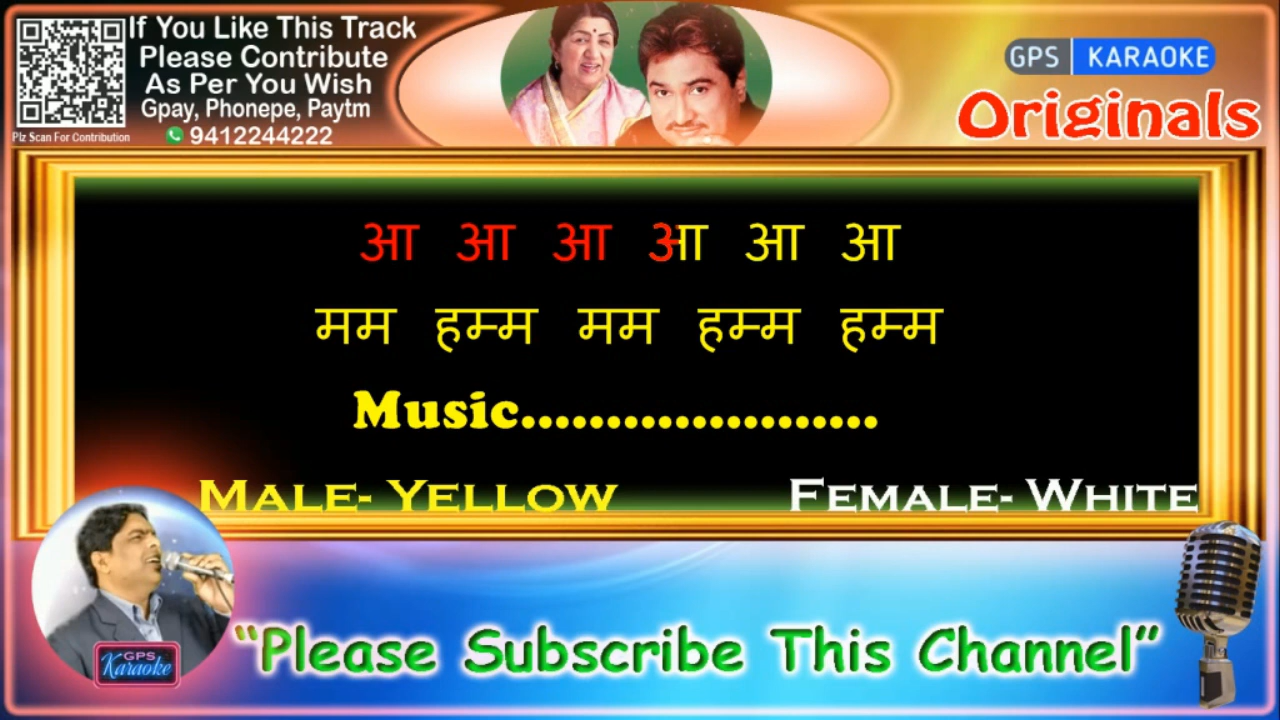 If You Like This Track
Please Contribute
As Per You Wish
Gpay, Phonepe, Paytm
Plz Scan For Contribution
9412244222
GPS KARAOKE
Originals
आ आ आ आ आ आ
मम हम्म मम हम्म हम्म
Music.....................
MALE- YELLOW
FEMALE- WHITE
GPS
Karaoke
“Please Subscribe This Channel”